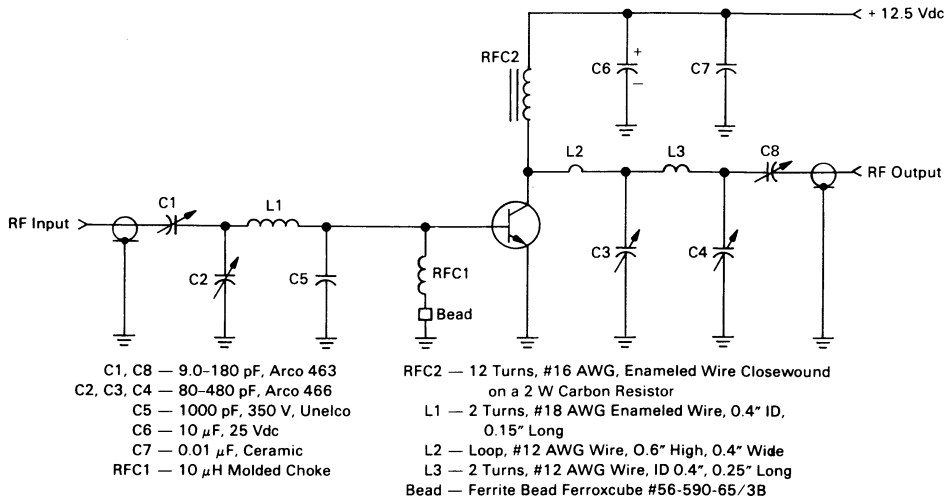 + 12.5 Vdc
RFC2
C6
+
−
C7
L2
L3
C8
RF Output
C1
RF Input
L1
C2
C5
RFC1
Bead
C3
C4
C1, C8 — 9.0-180 pF, Arco 463
C2, C3, C4 — 80-480 pF, Arco 466
C5 — 1000 pF, 350 V, Unelco
C6 — 10 μF, 25 Vdc
C7 — 0.01 μF, Ceramic
RFC1 — 10 μH Molded Choke
RFC2 — 12 Turns, #16 AWG, Enameled Wire Closewound
on a 2 W Carbon Resistor
L1 — 2 Turns, #18 AWG Enameled Wire, 0.4″ ID,
0.15″ Long
L2 — Loop, #12 AWG Wire, 0.6″ High, 0.4″ Wide
L3 — 2 Turns, #12 AWG Wire, ID 0.4″, 0.25″ Long
Bead — Ferrite Bead Ferroxcube #56-590-65/3B